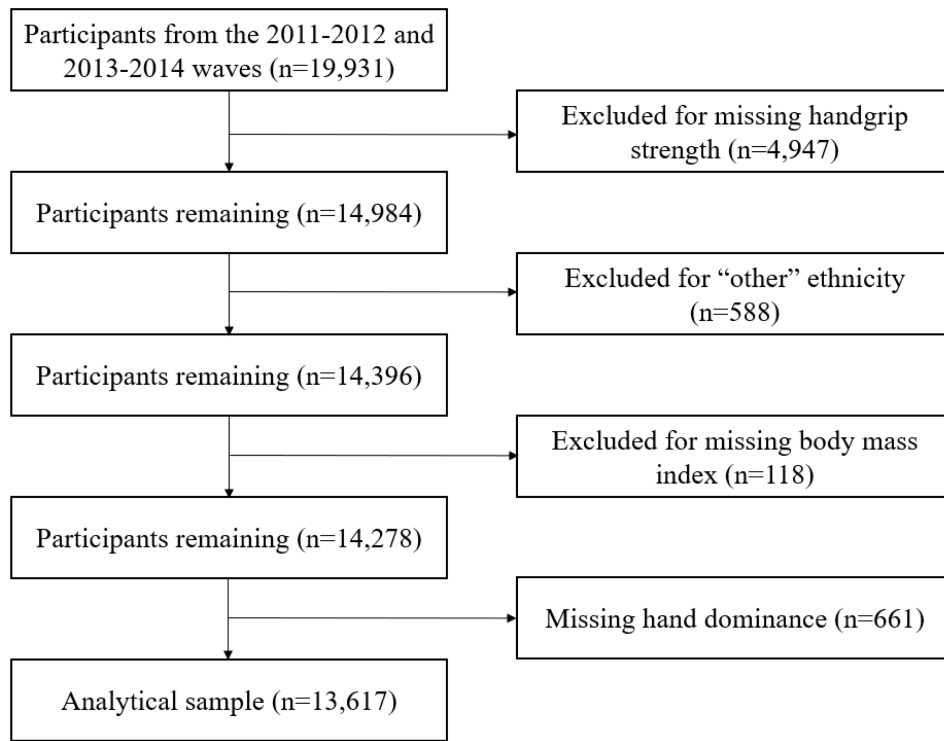 Participants from the 2011-2012 and
2013-2014 waves (n=19,931)
Excluded for missing handgrip
strength (n=4,947)
Participants remaining (n=14,984)
Excluded for “other” ethnicity
(n=588)
Participants remaining (n=14,396)
Excluded for missing body mass
index (n=118)
Participants remaining (n=14,278)
Missing hand dominance (n=661)
Analytical sample (n=13,617)